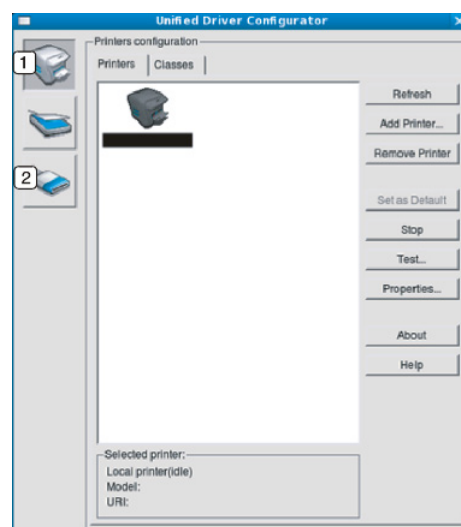 Unified Driver Configurator
Printers configuration
Printers
Classes
1
2
Refresh
Add Printer...
Remove Printer
Set as Default
Stop
Test...
Properties...
About
Help
Selected printer:
Local printer(idle)
Model:
URI: